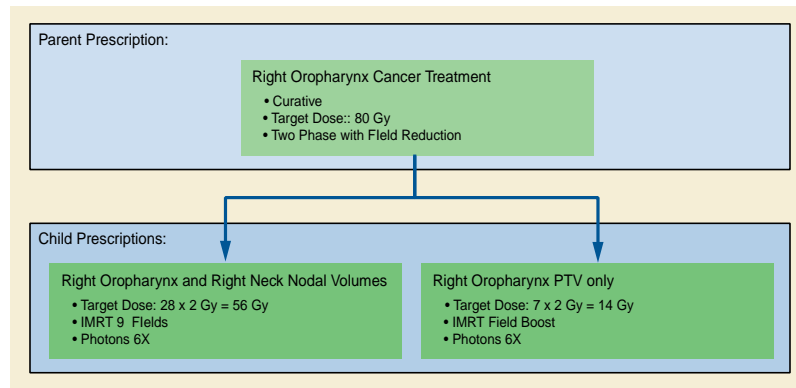 Parent Prescription:
Right Oropharynx Cancer Treatment
• Curative
• Target Dose:: 80 Gy
• Two Phase with FIeld Reduction
Child Prescriptions:
Right Oropharynx and Right Neck Nodal Volumes
• Target Dose: 28 x 2 Gy = 56 Gy
• IMRT 9 FIelds
• Photons 6X
Right Oropharynx PTV only
• Target Dose: 7 x 2 Gy = 14 Gy
• IMRT Field Boost
• Photons 6X